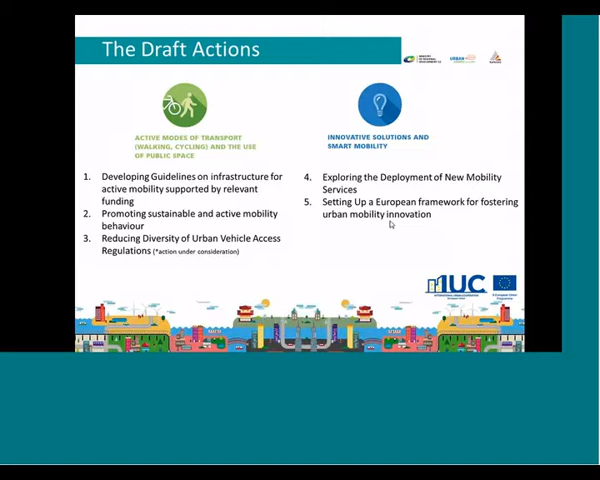 The Draft Actions
URBAN
ACTIVE MODES OF TRANSPORT
(WALKING, CYCLING) AND THE USE
OF PUBLIC SPACE
INNOVATIVE SOLUTIONS AND
SMART MOBILITY
1. Developing Guidelines on infrastructure for
active mobility supported by relevant
funding
2. Promoting sustainable and active mobility
behaviour
3. Reducing Diversity of Urban Vehicle Access
Regulations (*action under consideration)
4. Exploring the Deployment of New Mobility
Services
5. Setting Up a European framework for fostering
urban mobility innovation
IUC